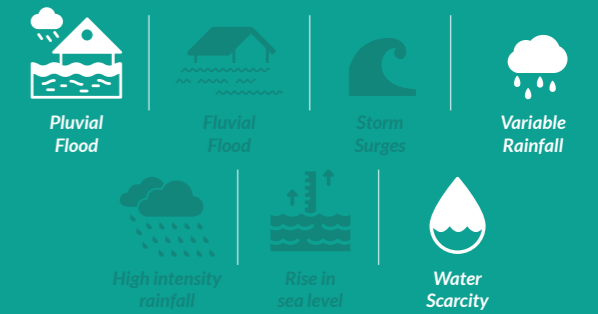 Pluvial
Flood
Fluvial
Flood
Storm
Surges
Variable
Rainfall
High intensity
rainfall
Rise in
sea level
Water
Scarcity